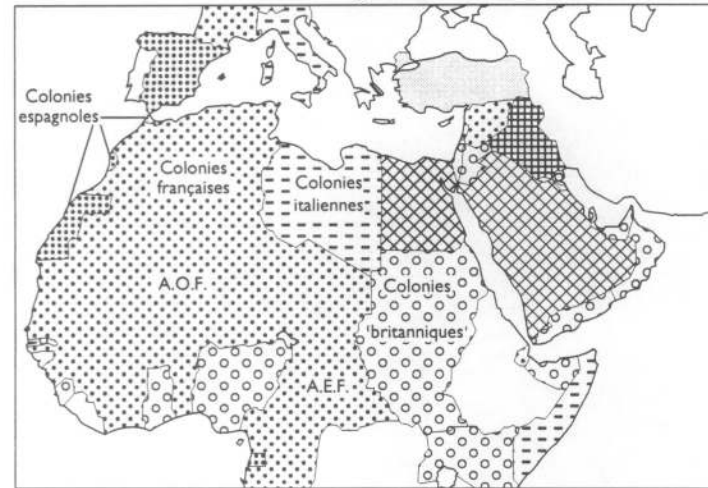 Colonies
espagnoles
Colonies
françaises
Colonies
italiennes
A.O.F.
Colonies
britanniques
A.E.F.